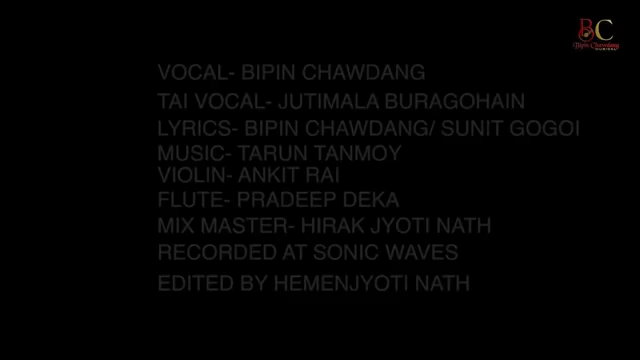 BC
Bipin Chawdang
MUSICAL
VOCAL- BIPIN CHAWDANG
TAI VOCAL- JUTIMALA BURAGOHAIN
LYRICS- BIPIN CHAWDANG/ SUNIT GOGOI
MUSIC- TARUN TANMOY
VIOLIN- ANKIT RAI
FLUTE- PRADEEP DEKA
MIX MASTER- HIRAK JYOTI NATH
RECORDED AT SONIC WAVES
EDITED BY HEMENJYOTI NATH